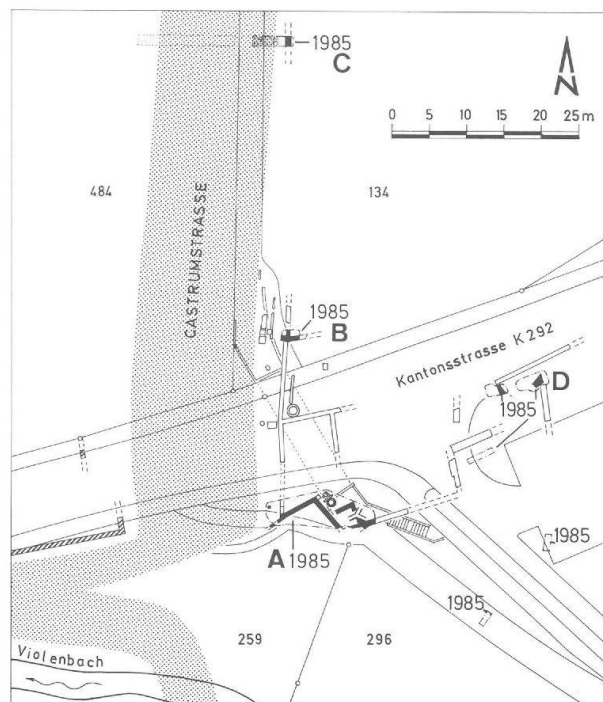 1985
C
N
0 5 10 15 20 25 m
484
134
CASTRUMSTRASSE
1985
B
Kantonsstrasse K 292
D
1985
A 1985
1985
1985
259
296
Violenbach